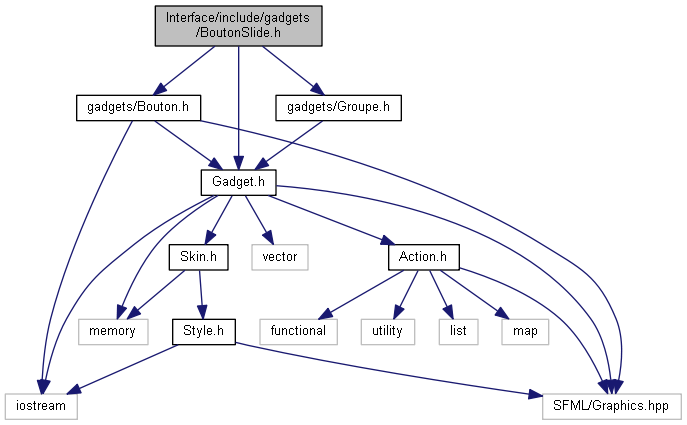 Interface/include/gadgets
/BoutonSlide.h
gadgets/Bouton.h
gadgets/Groupe.h
Gadget.h
Skin.h
vector
Action.h
memory
Style.h
functional
utility
list
map
iostream
SFML/Graphics.hpp